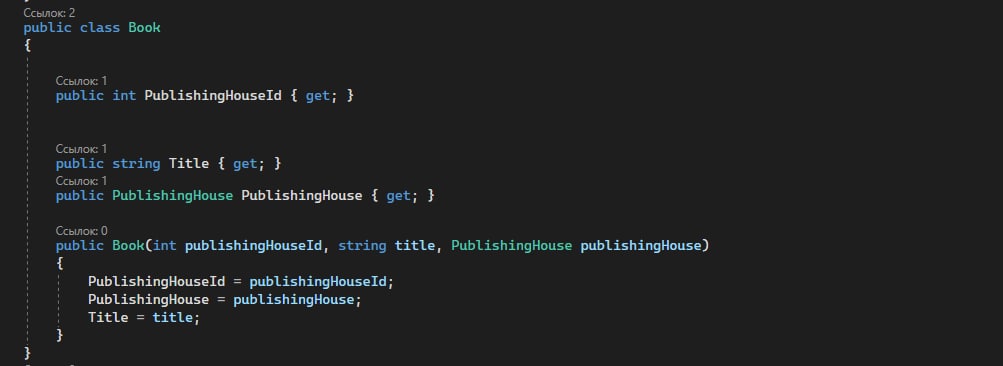 Ссылок: 2
public class Book
{
Ссылок: 1
public int PublishingHouseId { get; }
Ссылок: 1
public string Title { get; }
Ссылок: 1
public PublishingHouse PublishingHouse { get; }
Ссылок: 0
public Book(int publishingHouseId, string title, PublishingHouse publishingHouse)
{
PublishingHouseId = publishingHouseId;
PublishingHouse = publishingHouse;
Title = title;
}
}